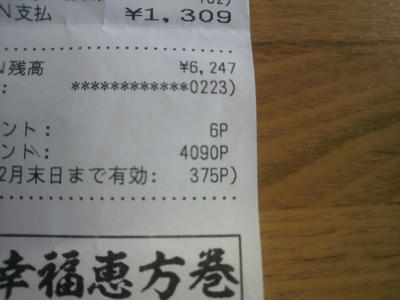 N支払 ¥1,309
N残高 ¥6,247
: ************0223)
ント: 6P
ント: 4090P
2月末日まで有効: 375P)
幸福恵方巻